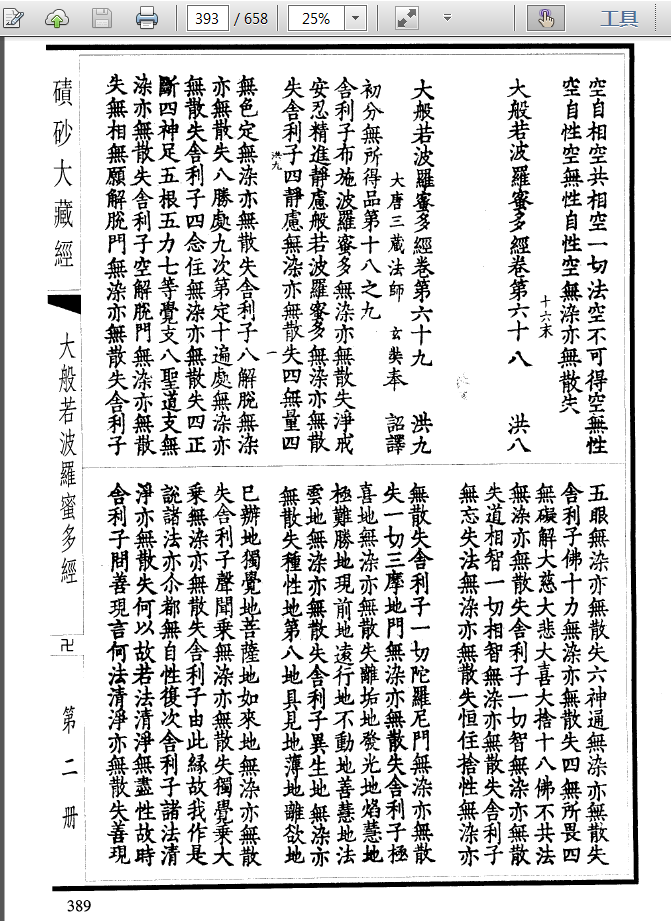 393 / 658
25%
工具
空自相空共相空一切法空不可得空無性
空自性空無性自性空無染亦無散失
十六末
大般若波羅蜜多經卷第六十八 洪八
大般若波羅蜜多經卷第六十九 洪九
大唐三藏法師 玄奘奉 詔譯
初分無所得品第十八之九
舍利子布施波羅蜜多無染亦無散失淨戒
安忍精進靜慮般若波羅蜜多無染亦無散
失舍利子四靜慮無染亦無散失四無量四
洪九
一
無色定無染亦無散失舍利子八解脫無染
亦無散失八勝處九次第定十遍處無染亦
無散失舍利子四念住無染亦無散失四正
斷四神足五根五力七等覺支八聖道支無
染亦無散失舍利子空解脫門無染亦無散
失無相無願解脫門無染亦無散失舍利子
五眼無染亦無散失六神通無染亦無散失
舍利子佛十力無染亦無散失四無所畏四
無礙解大慈大悲大喜大捨十八佛不共法
無染亦無散失舍利子一切智無染亦無散
失道相智一切相智無染亦無散失舍利子
無忘失法無染亦無散失恒住捨性無染亦
無散失舍利子一切陀羅尼門無染亦無散
失一切三摩地門無染亦無散失舍利子極
喜地無染亦無散失離垢地發光地焰慧地
極難勝地現前地遠行地不動地善慧地法
雲地無染亦無散失舍利子異生地無染亦
無散失種性地第八地具見地薄地離欲地
已辦地獨覺地菩薩地如來地無染亦無散
失舍利子聲聞乘無染亦無散失獨覺乘大
乘無染亦無散失舍利子由此緣故我作是
說諸法亦尒都無自性復次舍利子諸法清
淨亦無散失何以故若法清淨無盡性故時
舍利子問善現言何法清淨亦無散失善現
磧砂大藏經
大般若波羅蜜多經
卍
第二册
389